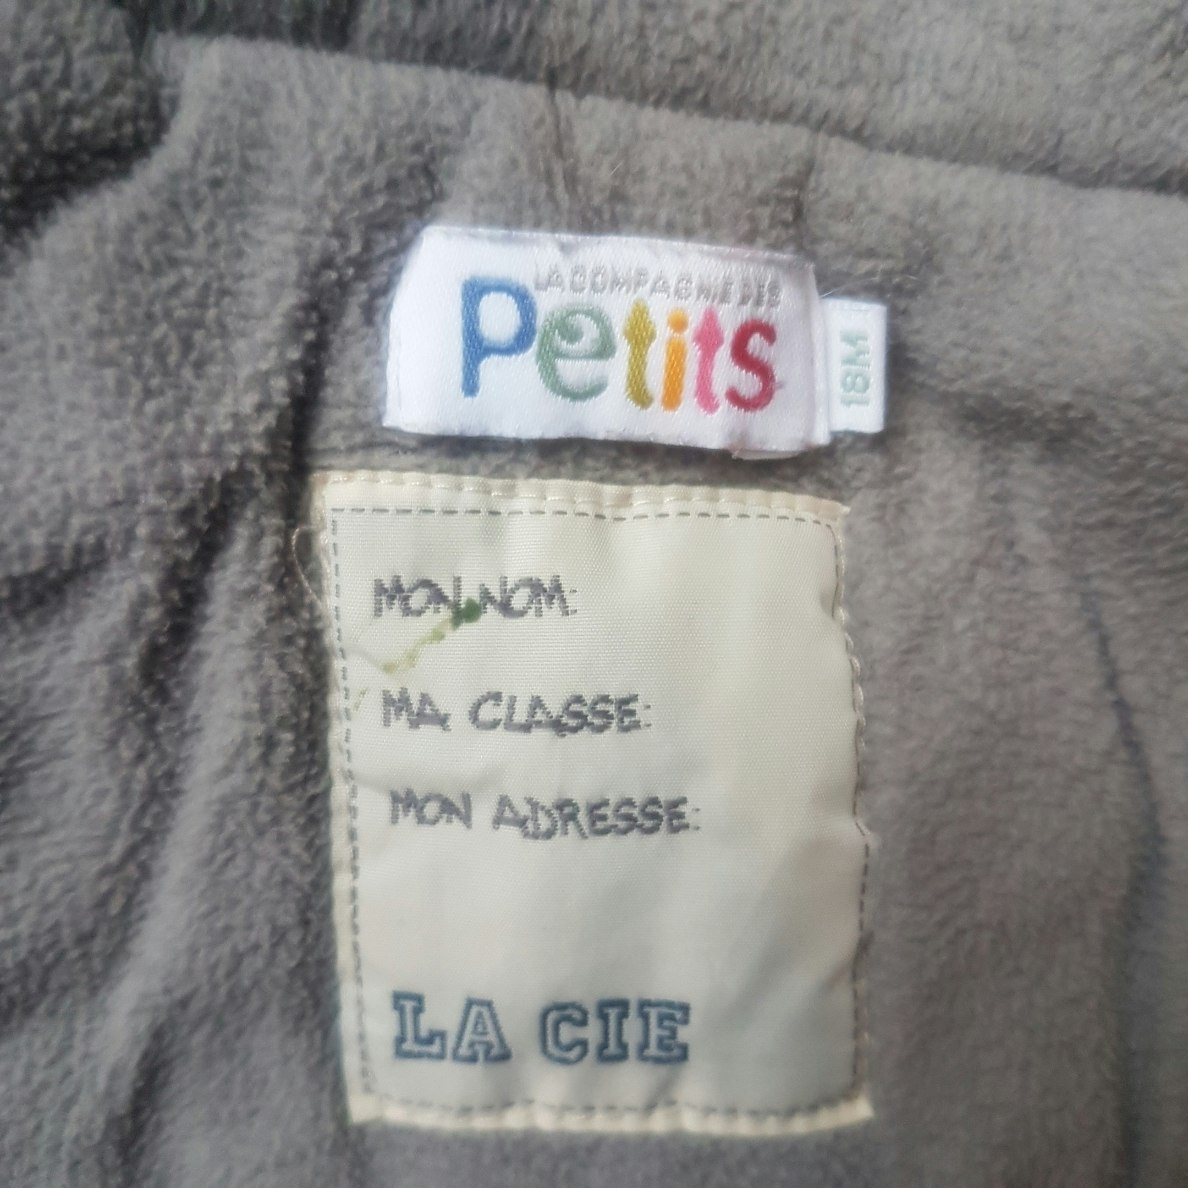 LA COMPAGNIE DES
Petits
18M
MON NOM:
MA CLASSE:
MON ADRESSE:
LA CIE